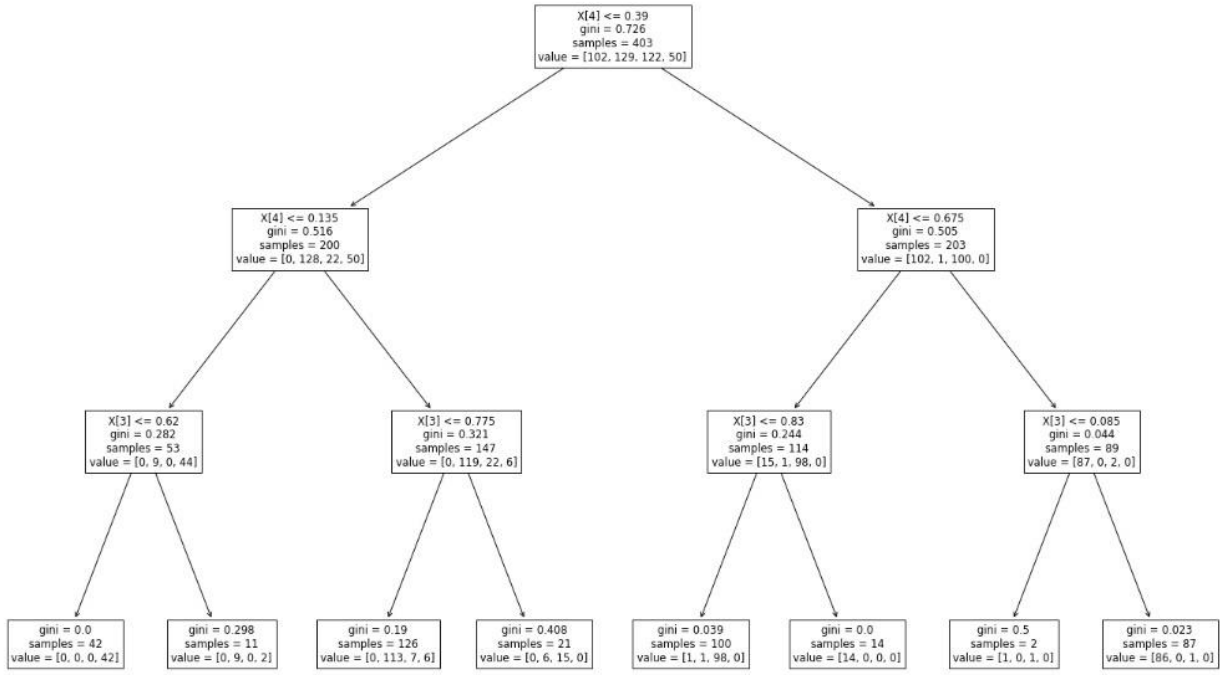 X[4] <= 0.39
gini = 0.726
samples = 403
value = [102, 129, 122, 50]
X[4] <= 0.135
gini = 0.516
samples = 200
value = [0, 128, 22, 50]
X[4] <= 0.675
gini = 0.505
samples = 203
value = [102, 1, 100, 0]
X[3] <= 0.62
gini = 0.282
samples = 53
value = [0, 9, 0, 44]
X[3] <= 0.775
gini = 0.321
samples = 147
value = [0, 119, 22, 6]
X[3] <= 0.83
gini = 0.244
samples = 114
value = [15, 1, 98, 0]
X[3] <= 0.085
gini = 0.044
samples = 89
value = [87, 0, 2, 0]
gini = 0.0
samples = 42
value = [0, 0, 0, 42]
gini = 0.298
samples = 11
value = [0, 9, 0, 2]
gini = 0.19
samples = 126
value = [0, 113, 7, 6]
gini = 0.408
samples = 21
value = [0, 6, 15, 0]
gini = 0.039
samples = 100
value = [1, 1, 98, 0]
gini = 0.0
samples = 14
value = [14, 0, 0, 0]
gini = 0.5
samples = 2
value = [1, 0, 1, 0]
gini = 0.023
samples = 87
value = [86, 0, 1, 0]